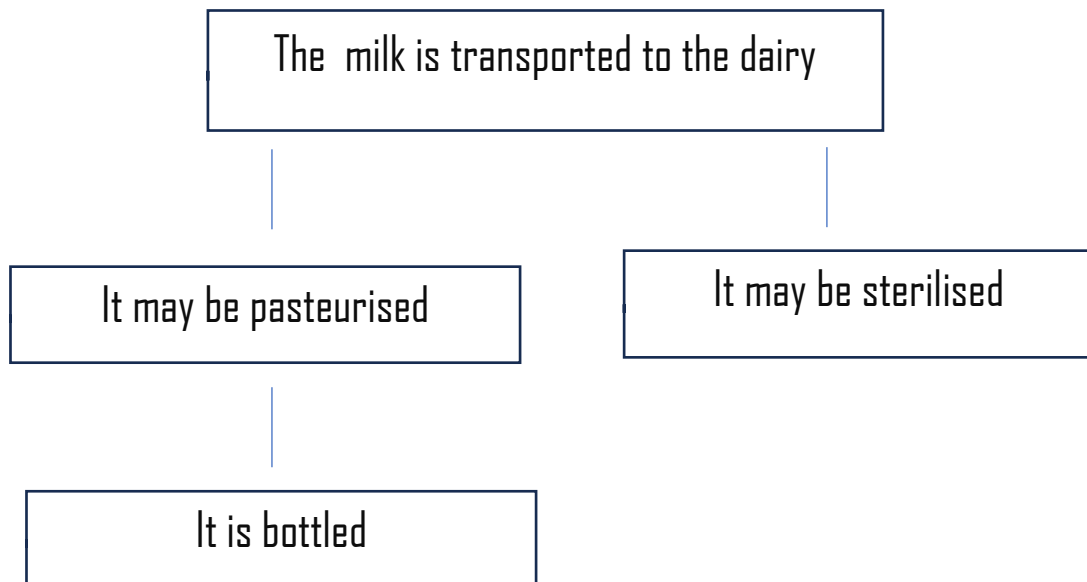 The milk is transported to the dairy
It may be pasteurised
It may be sterilised
It is bottled